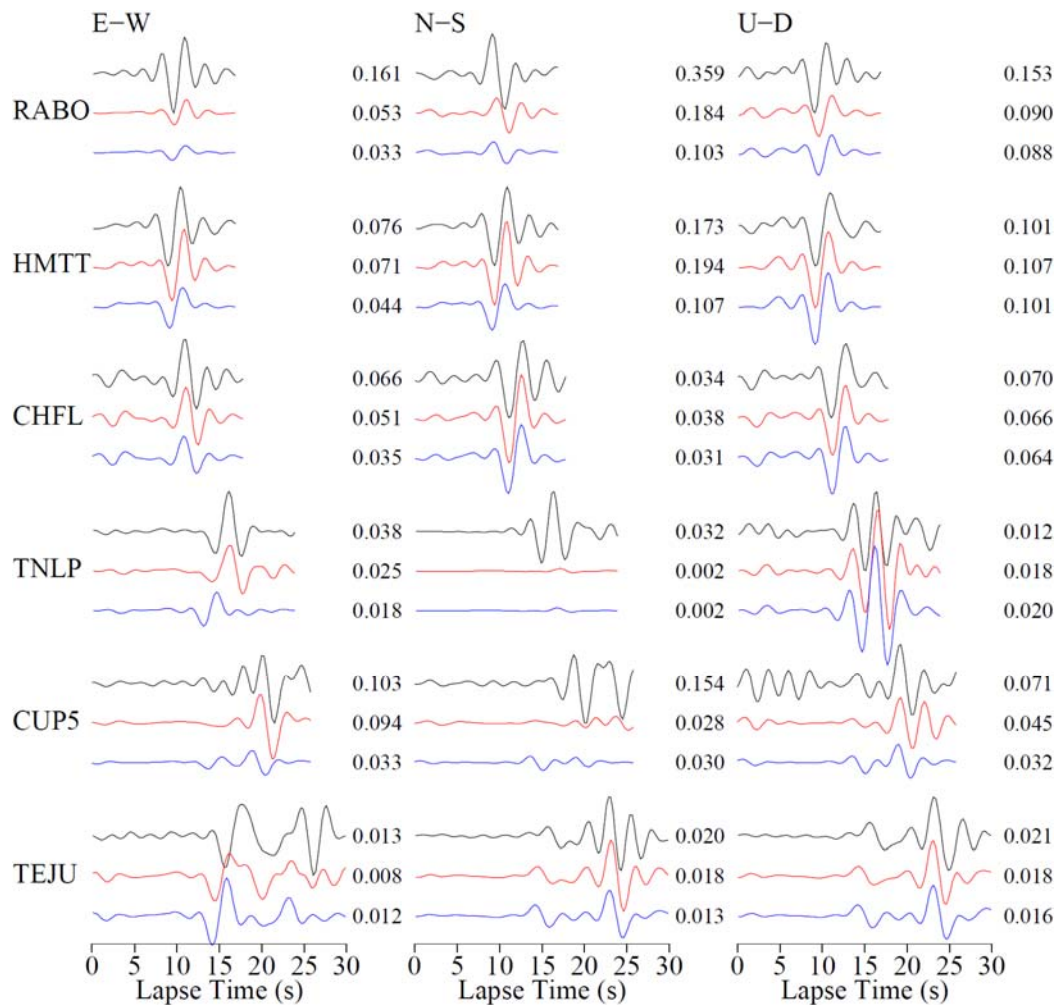 E−W N−S U−D
0.161 0.359 0.153
RABO 0.053 0.184 0.090
0.033 0.103 0.088
0.076 0.173 0.101
HMTT 0.071 0.194 0.107
0.044 0.107 0.101
0.066 0.034 0.070
CHFL 0.051 0.038 0.066
0.035 0.031 0.064
0.038 0.032 0.012
TNLP 0.025 0.002 0.018
0.018 0.002 0.020
0.103 0.154 0.071
CUP5 0.094 0.028 0.045
0.033 0.030 0.032
0.013 0.020 0.021
TEJU 0.008 0.018 0.018
0.012 0.013 0.016
0 5 10 15 20 25 30 0 5 10 15 20 25 30 0 5 10 15 20 25 30
Lapse Time (s) Lapse Time (s) Lapse Time (s)